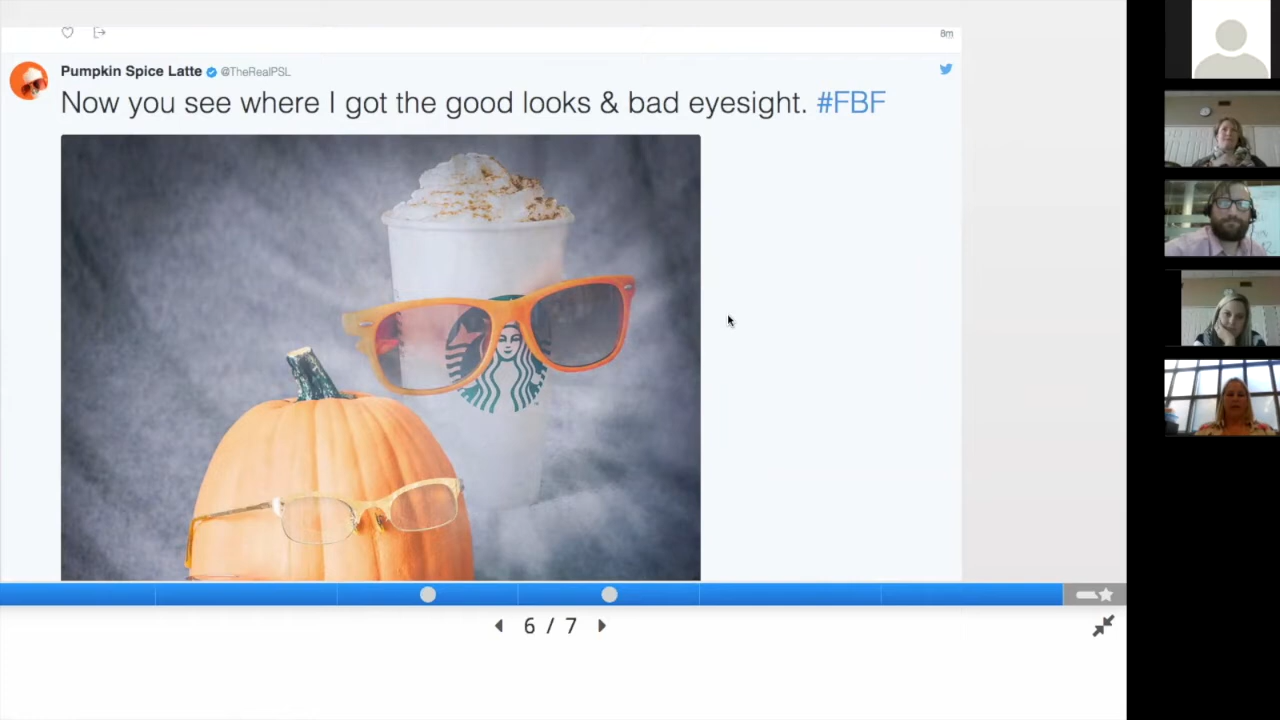 8m
Pumpkin Spice Latte @TheRealPSL
Now you see where I got the good looks & bad eyesight. #FBF
6 / 7